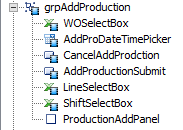 grpAddProduction
WOSelectBox
AddProDateTimePicker
CancelAddProdction
AddProductionSubmit
LineSelectBox
ShiftSelectBox
ProductionAddPanel